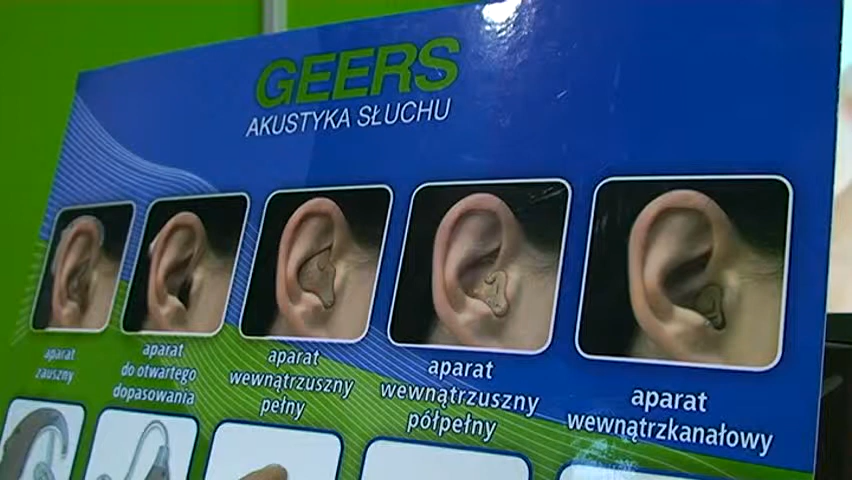 GEERS
AKUSTYKA SŁUCHU
aparat
zauszny
aparat
do otwartego
dopasowania
aparat
wewnątrzuszny
pełny
aparat
wewnątrzuszny
półpełny
aparat
wewnątrzkanałowy